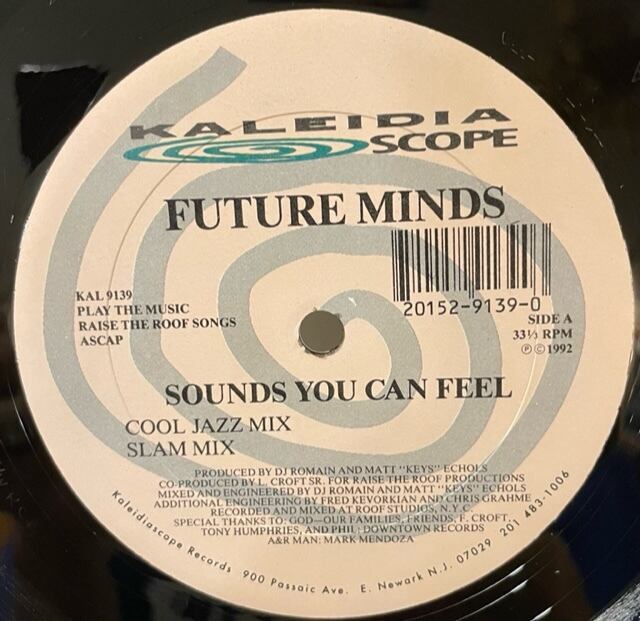 KALEIDIA
SCOPE
FUTURE MINDS
20152-9139-0
KAL 9139
PLAY THE MUSIC
RAISE THE ROOF SONGS
ASCAP
SIDE A
33⅓ RPM
Ⓟ©1992
SOUNDS YOU CAN FEEL
COOL JAZZ MIX
SLAM MIX
PRODUCED BY DJ ROMAIN AND MATT "KEYS" ECHOLS
CO-PRODUCED BY L. CROFT SR. FOR RAISE THE ROOF PRODUCTIONS
MIXED AND ENGINEERED BY DJ ROMAIN AND MATT "KEYS" ECHOLS
ADDITIONAL ENGINEERING BY FRED KEVORKIAN AND CHRIS GRAHME
RECORDED AND MIXED AT ROOF STUDIOS, N.Y.C.
SPECIAL THANKS TO: GOD—OUR FAMILIES, FRIENDS, F. CROFT,
TONY HUMPHRIES, AND PHIL; DOWNTOWN RECORDS
A&R MAN: MARK MENDOZA
Kaleidiascope Records 900 Passaic Ave. E. Newark N.J. 07029 201 483-1006